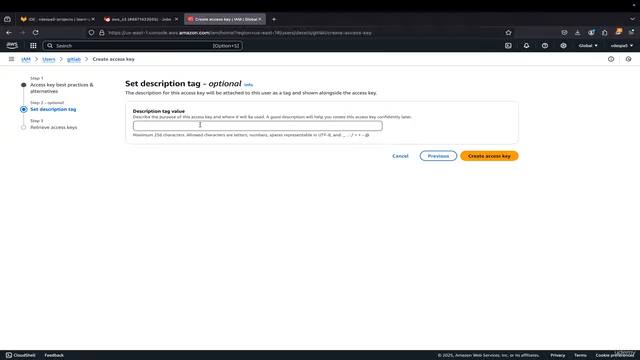 IDE - vdespa5-projects / learn-
aws_s3 (#8871633565) · Jobs
Create access key | IAM | Global
https://us-east-1.console.aws.amazon.com/iam/home?region=us-east-1#/users/details/gitlab/create-access-key
aws
Search
[Option+S]
Global
vdespa5
IAM > Users > gitlab > Create access key
Step 1
Access key best practices & alternatives
Step 2 - optional
Set description tag
Step 3
Retrieve access keys
Set description tag - optional Info
The description for this access key will be attached to this user as a tag and shown alongside the access key.
Description tag value
Describe the purpose of this access key and where it will be used. A good description will help you rotate this access key confidently later.
Maximum 256 characters. Allowed characters are letters, numbers, spaces representable in UTF-8, and: _ . : / = + - @
Cancel
Previous
Create access key
CloudShell
Feedback
© 2025, Amazon Web Services, Inc. or its affiliates.
Privacy
Terms
Cookie preferences